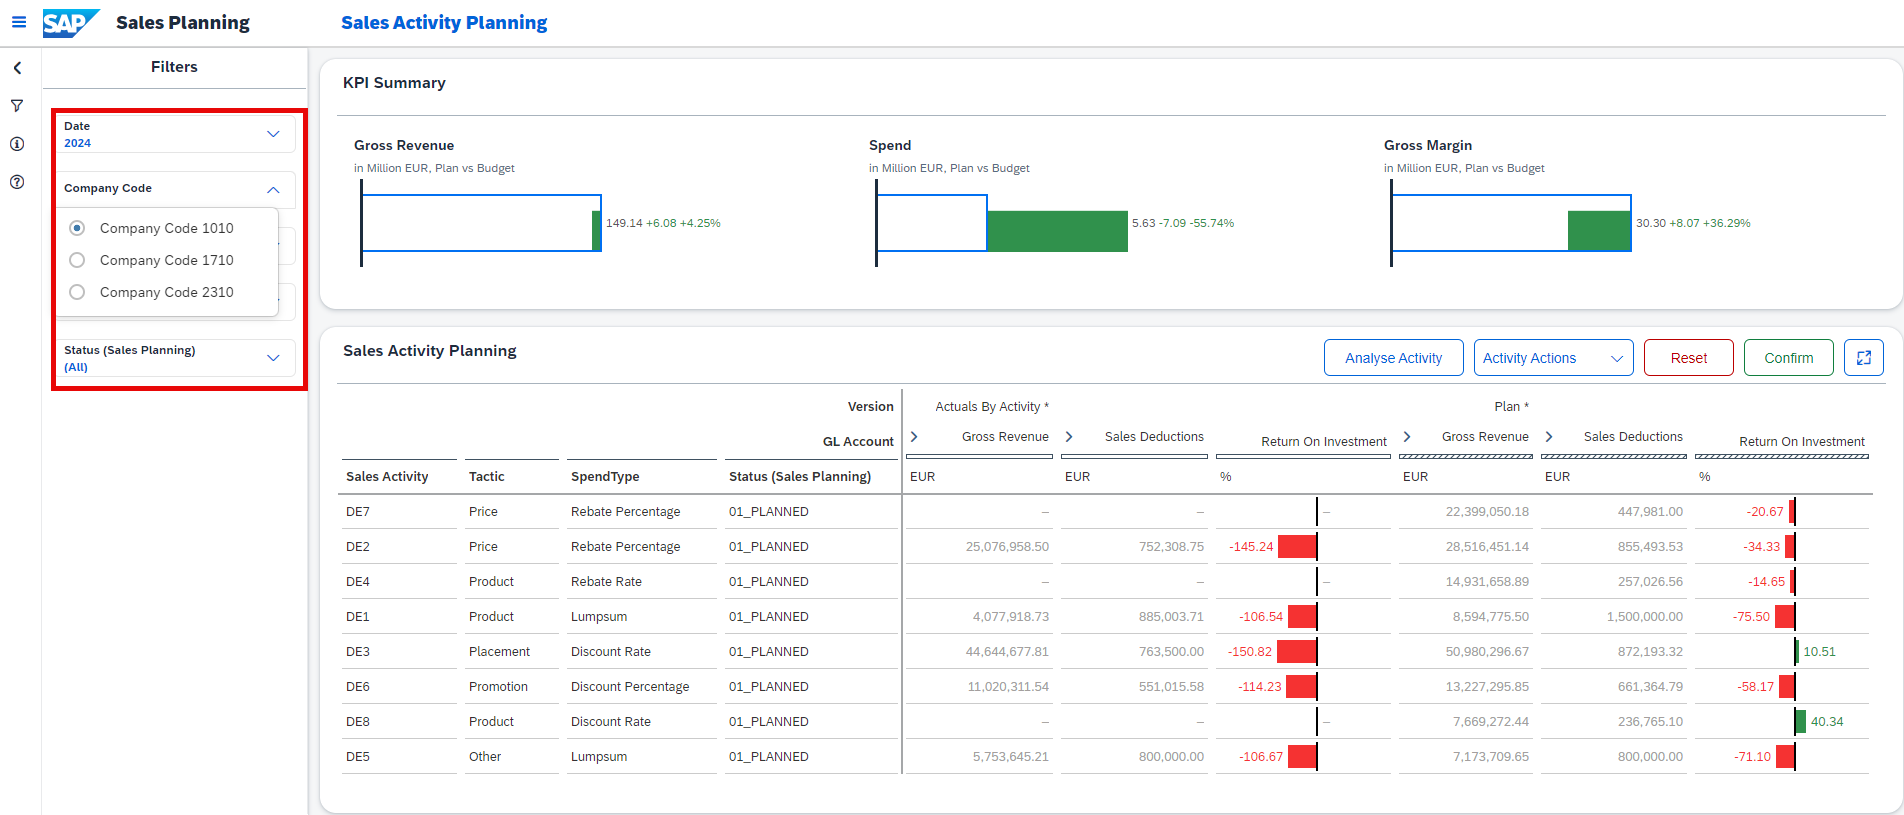 SAP Sales Planning
Sales Activity Planning
Filters
Date
2024
Company Code
Company Code 1010
Company Code 1710
Company Code 2310
Status (Sales Planning)
(All)
KPI Summary
Gross Revenue
in Million EUR, Plan vs Budget
149.14 +6.08 +4.25%
Spend
in Million EUR, Plan vs Budget
5.63 -7.09 -55.74%
Gross Margin
in Million EUR, Plan vs Budget
30.30 +8.07 +36.29%
Sales Activity Planning
Analyse Activity
Activity Actions
Reset
Confirm
Version Actuals By Activity * Plan *
GL Account Gross Revenue Sales Deductions Return On Investment Gross Revenue Sales Deductions Return On Investment
Sales Activity Tactic SpendType Status (Sales Planning) EUR EUR % EUR EUR %
DE7 Price Rebate Percentage 01_PLANNED – – – 22,399,050.18 447,981.00 -20.67
DE2 Price Rebate Percentage 01_PLANNED 25,076,958.50 752,308.75 -145.24 28,516,451.14 855,493.53 -34.33
DE4 Product Rebate Rate 01_PLANNED – – – 14,931,658.89 257,026.56 -14.65
DE1 Product Lumpsum 01_PLANNED 4,077,918.73 885,003.71 -106.54 8,594,775.50 1,500,000.00 -75.50
DE3 Placement Discount Rate 01_PLANNED 44,644,677.81 763,500.00 -150.82 50,980,296.67 872,193.32 10.51
DE6 Promotion Discount Percentage 01_PLANNED 11,020,311.54 551,015.58 -114.23 13,227,295.85 661,364.79 -58.17
DE8 Product Discount Rate 01_PLANNED – – – 7,669,272.44 236,765.10 40.34
DE5 Other Lumpsum 01_PLANNED 5,753,645.21 800,000.00 -106.67 7,173,709.65 800,000.00 -71.10